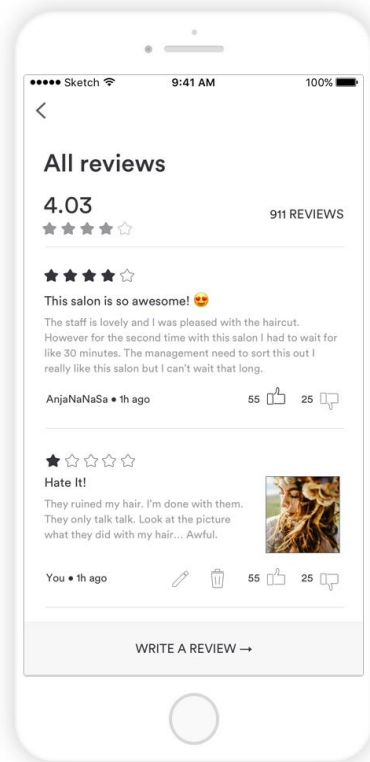 ●●●●● Sketch 9:41 AM 100%
All reviews
4.03
911 REVIEWS
This salon is so awesome! 😍
The staff is lovely and I was pleased with the haircut.
However for the second time with this salon I had to wait for
like 30 minutes. The management need to sort this out I
really like this salon but I can't wait that long.
AnjaNaNaSa • 1h ago 55 25
Hate It!
They ruined my hair. I'm done with them.
They only talk talk. Look at the picture
what they did with my hair... Awful.
You • 1h ago 55 25
WRITE A REVIEW →